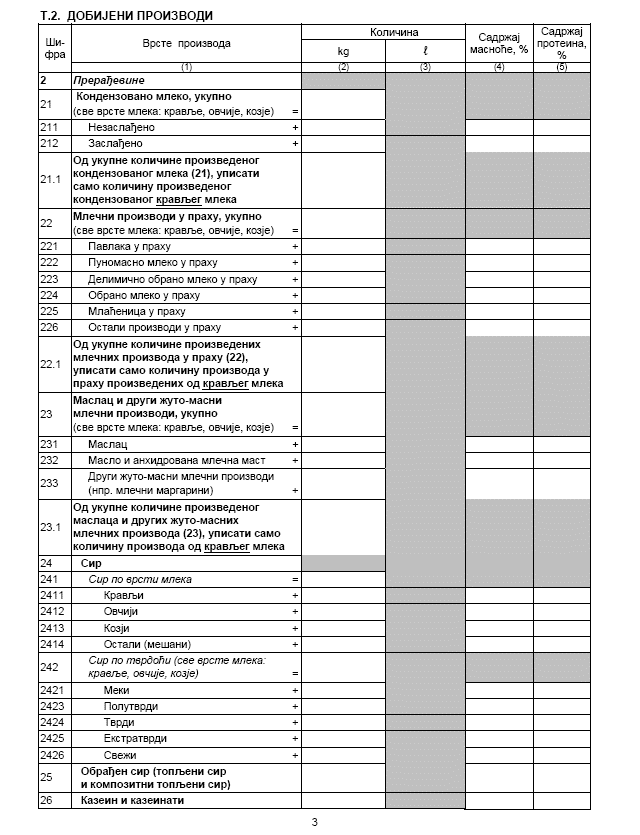 Т.2. ДОБИЈЕНИ ПРОИЗВОДИ
Ши-
фра
Врсте производа
Количина
Садржај
масноће, %
Садржај
протеина,
%
kg
ℓ
(1) (2) (3) (4) (5)
2 Прерађевине
21 Кондензовано млеко, укупно
(све врсте млека: кравље, овчије, козје) =
211 Незаслађено +
212 Заслађено +
21.1 Од укупне количине произведеног
кондензованог млека (21), уписати
само количину произведеног
кондензованог крављег млека
22 Млечни производи у праху, укупно
(све врсте млека: кравље, овчије, козје) =
221 Павлака у праху +
222 Пуномасно млеко у праху +
223 Делимично обрано млеко у праху +
224 Обрано млеко у праху +
225 Млаћеница у праху +
226 Остали производи у праху +
22.1 Од укупне количине произведених
млечних производа у праху (22),
уписати само количину производа у
праху произведених од крављег млека
23 Маслац и други жуто-масни
млечни производи, укупно
(све врсте млека: кравље, овчије, козје) =
231 Маслац +
232 Масло и анхидрована млечна маст +
233 Други жуто-масни млечни производи
(нпр. млечни маргарини) +
23.1 Од укупне количине произведеног
маслаца и других жуто-масних
млечних производа (23), уписати само
количину производа од крављег млека
24 Сир
241 Сир по врсти млека =
2411 Крављи +
2412 Овчији +
2413 Козји +
2414 Остали (мешани) +
242 Сир по тврдоћи (све врсте млека:
кравље, овчије, козје) =
2421 Меки +
2423 Полутврди +
2424 Тврди +
2425 Екстратврди +
2426 Свежи +
25 Обрађен сир (топљени сир
и композитни топљени сир)
26 Казеин и казеинати
3